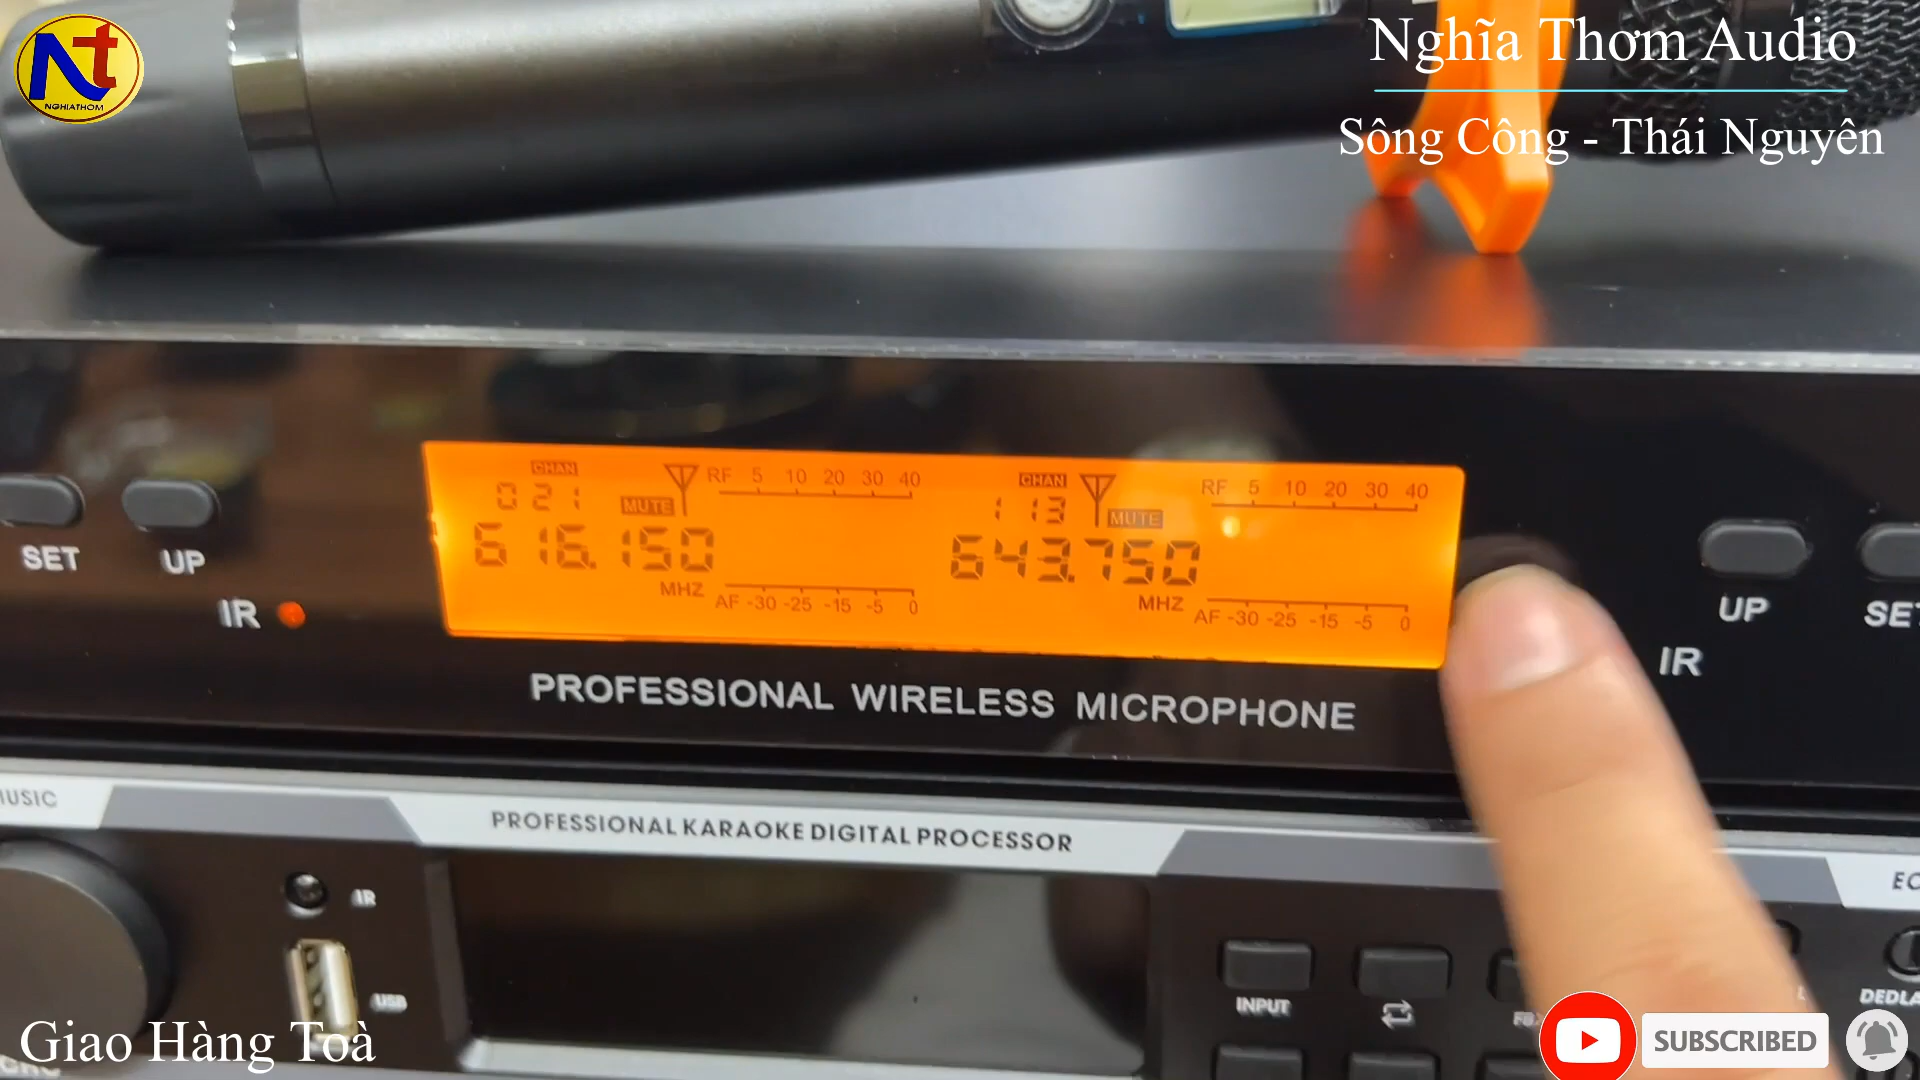 Nt
NGHIATHOM
Nghĩa Thơm Audio
Sông Công - Thái Nguyên
CHAN
021
MUTE
RF 5 10 20 30 40
616.150
MHZ
AF -30 -25 -15 -5 0
CHAN
113
MUTE
RF 5 10 20 30 40
643.750
MHZ
AF -30 -25 -15 -5 0
SET
UP
IR
UP
SET
IR
PROFESSIONAL WIRELESS MICROPHONE
MUSIC
PROFESSIONAL KARAOKE DIGITAL PROCESSOR
IR
USB
INPUT
Giao Hàng Toà
SUBSCRIBED